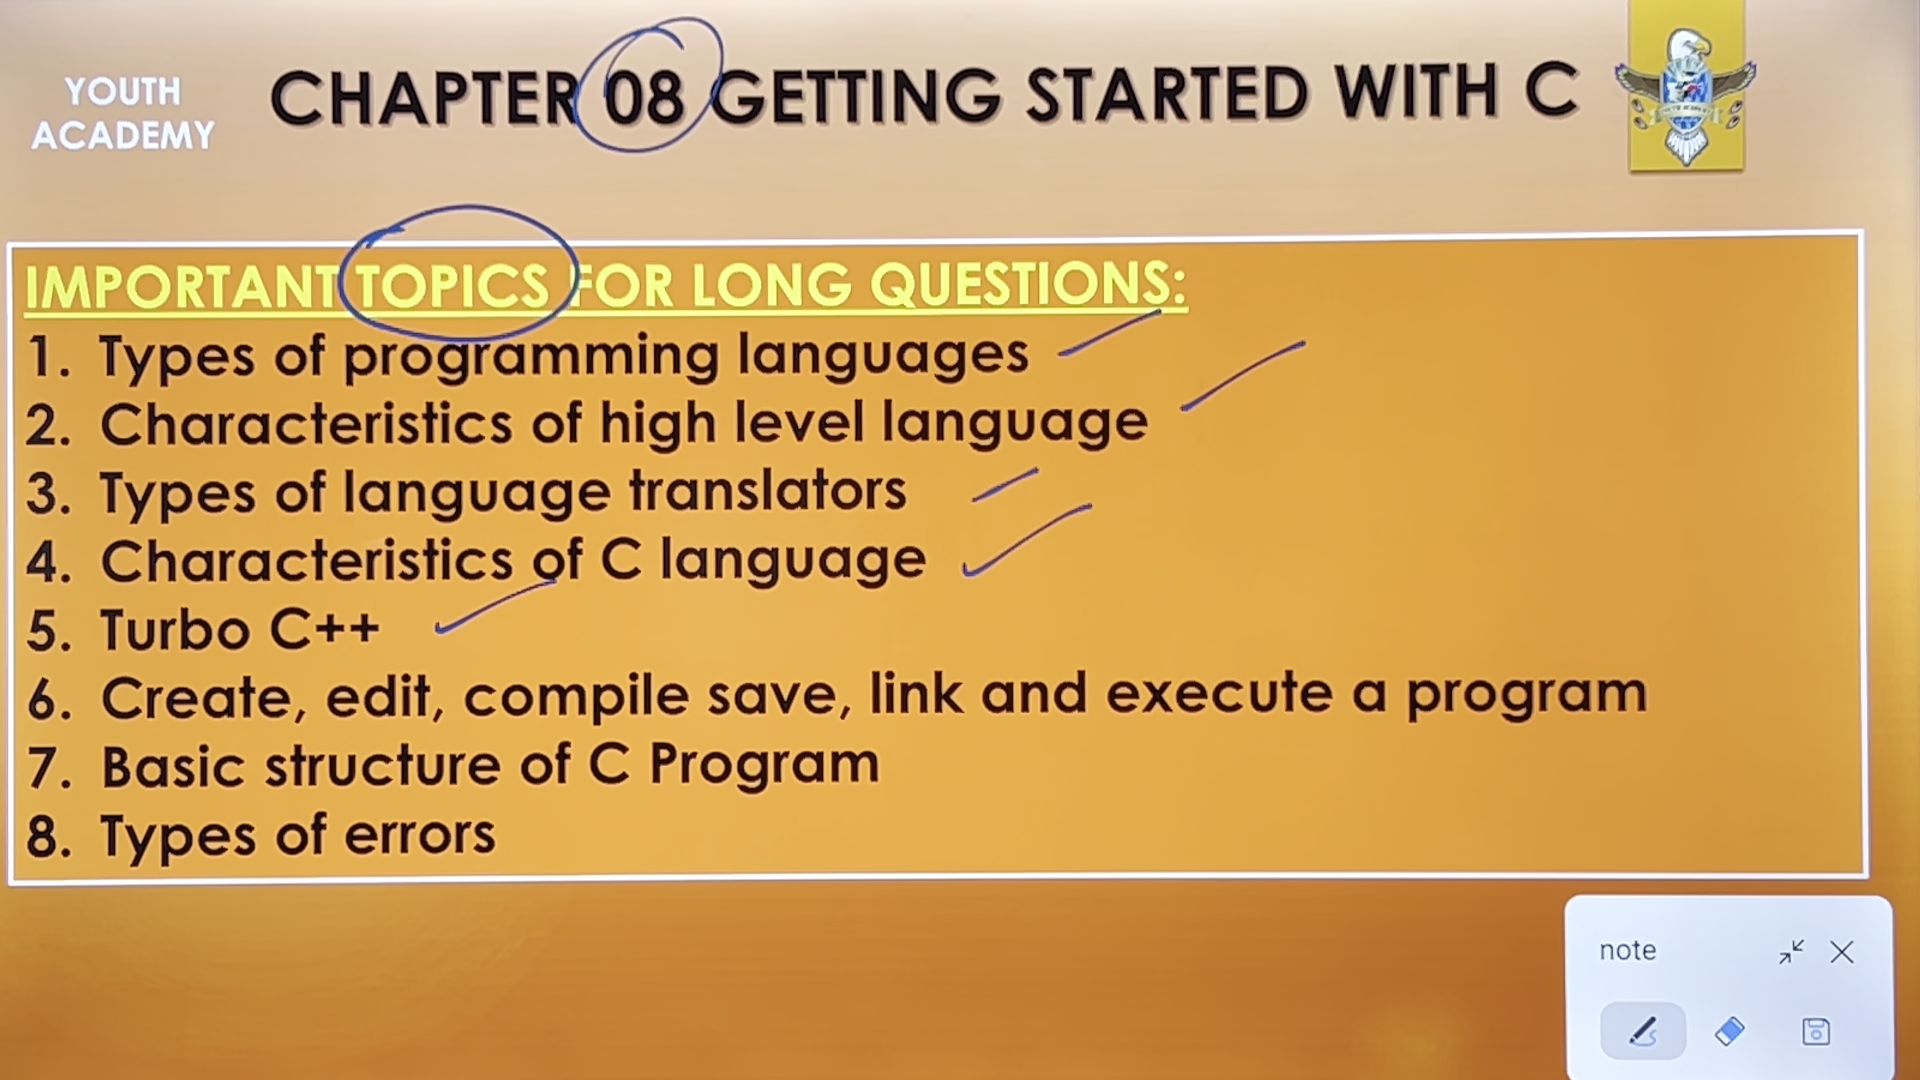 YOUTH
ACADEMY
CHAPTER 08 GETTING STARTED WITH C
IMPORTANT TOPICS FOR LONG QUESTIONS:
1. Types of programming languages
2. Characteristics of high level language
3. Types of language translators
4. Characteristics of C language
5. Turbo C++
6. Create, edit, compile save, link and execute a program
7. Basic structure of C Program
8. Types of errors
note